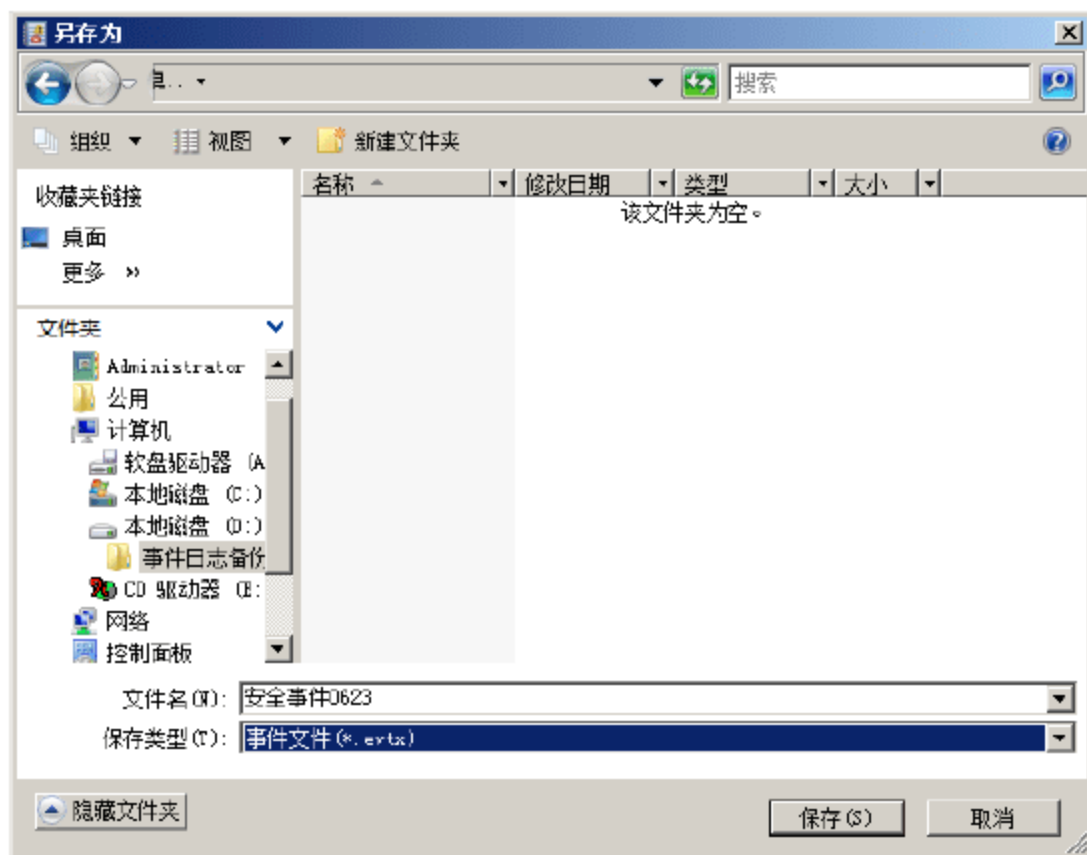 另存为
.. 
搜索
组织 视图 新建文件夹
收藏夹链接
桌面
更多 »
文件夹
Administrator
公用
计算机
软盘驱动器 (A
本地磁盘 (C:)
本地磁盘 (D:)
事件日志备份
CD 驱动器 (E:
网络
控制面板
名称 修改日期 类型 大小
该文件夹为空。
文件名(N): 安全事件0623
保存类型(T): 事件文件(*.evtx)
隐藏文件夹 保存(S) 取消